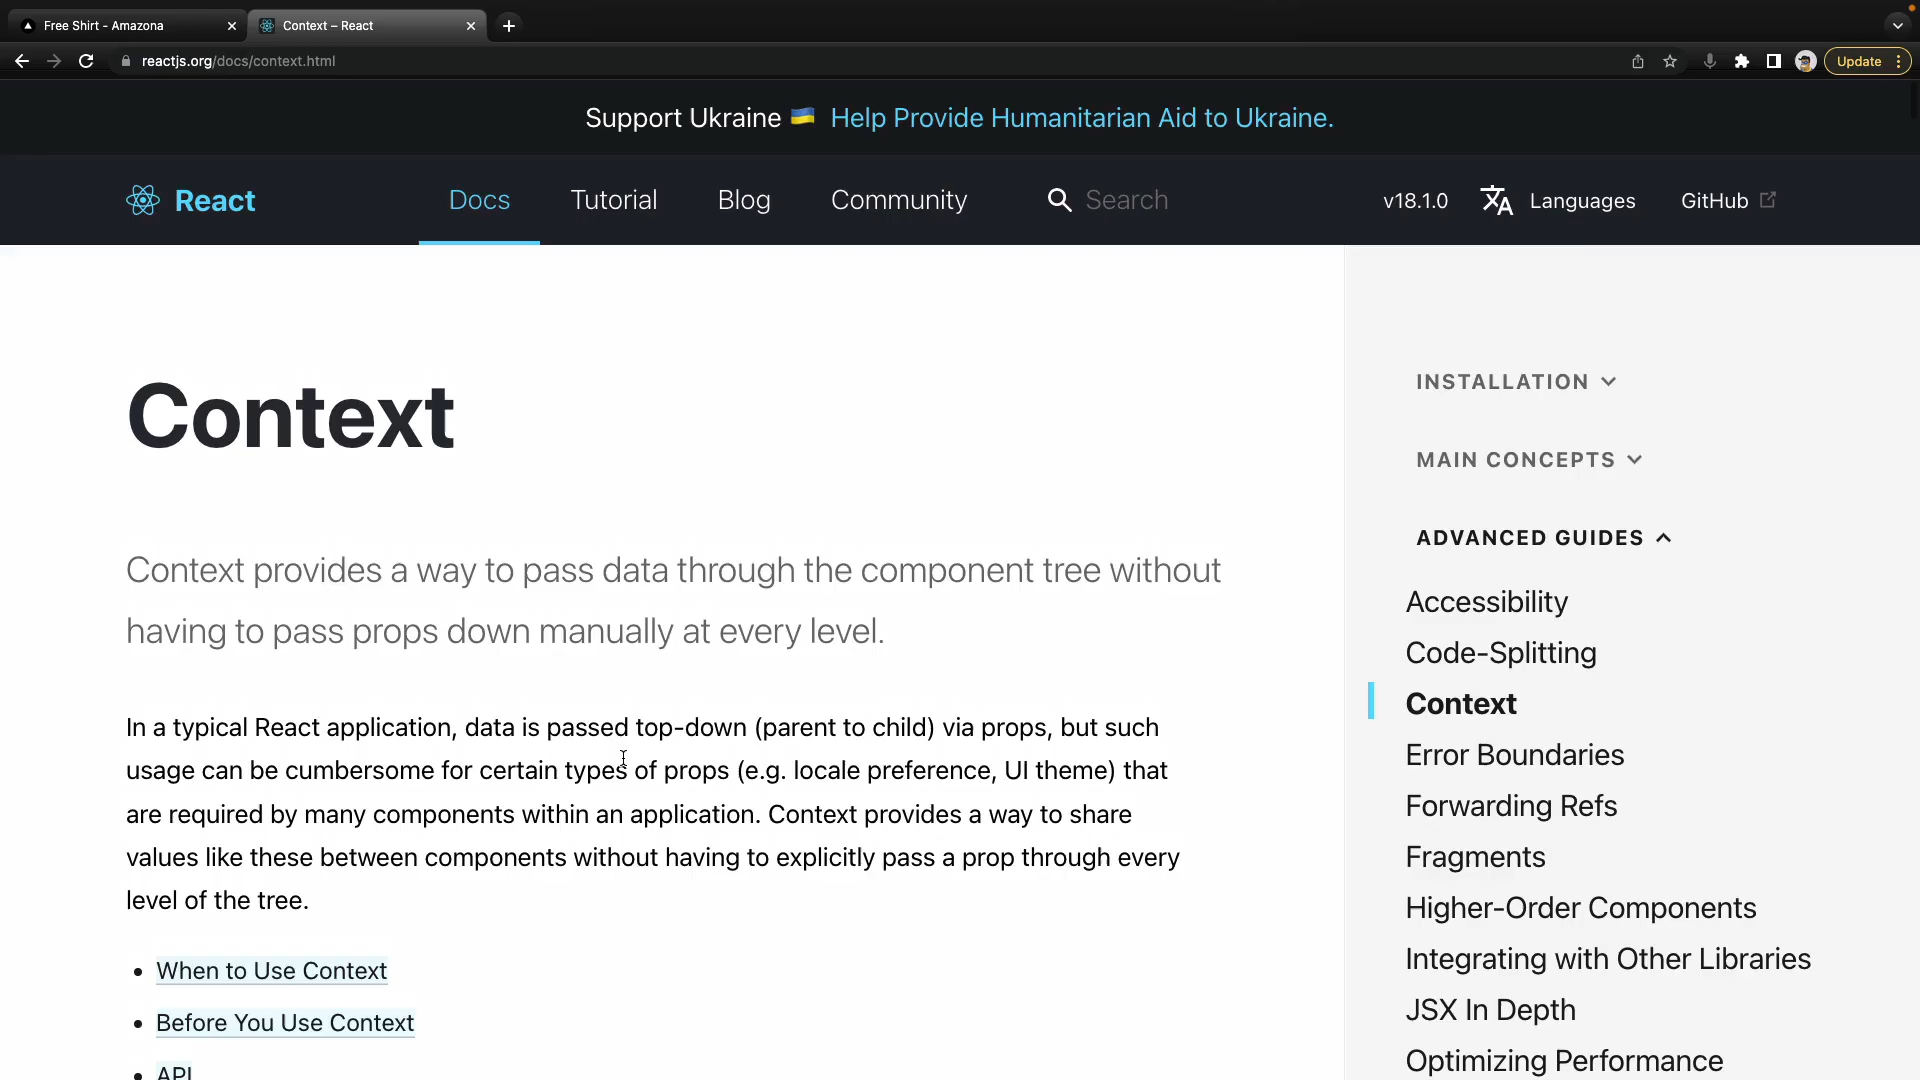 Free Shirt - Amazona
Context – React
reactjs.org/docs/context.html
Update
Support Ukraine 🇺🇦 Help Provide Humanitarian Aid to Ukraine.
React
Docs
Tutorial
Blog
Community
Search
v18.1.0
Languages
GitHub
Context
Context provides a way to pass data through the component tree without
having to pass props down manually at every level.
In a typical React application, data is passed top-down (parent to child) via props, but such
usage can be cumbersome for certain types of props (e.g. locale preference, UI theme) that
are required by many components within an application. Context provides a way to share
values like these between components without having to explicitly pass a prop through every
level of the tree.
When to Use Context
Before You Use Context
API
INSTALLATION
MAIN CONCEPTS
ADVANCED GUIDES
Accessibility
Code-Splitting
Context
Error Boundaries
Forwarding Refs
Fragments
Higher-Order Components
Integrating with Other Libraries
JSX In Depth
Optimizing Performance